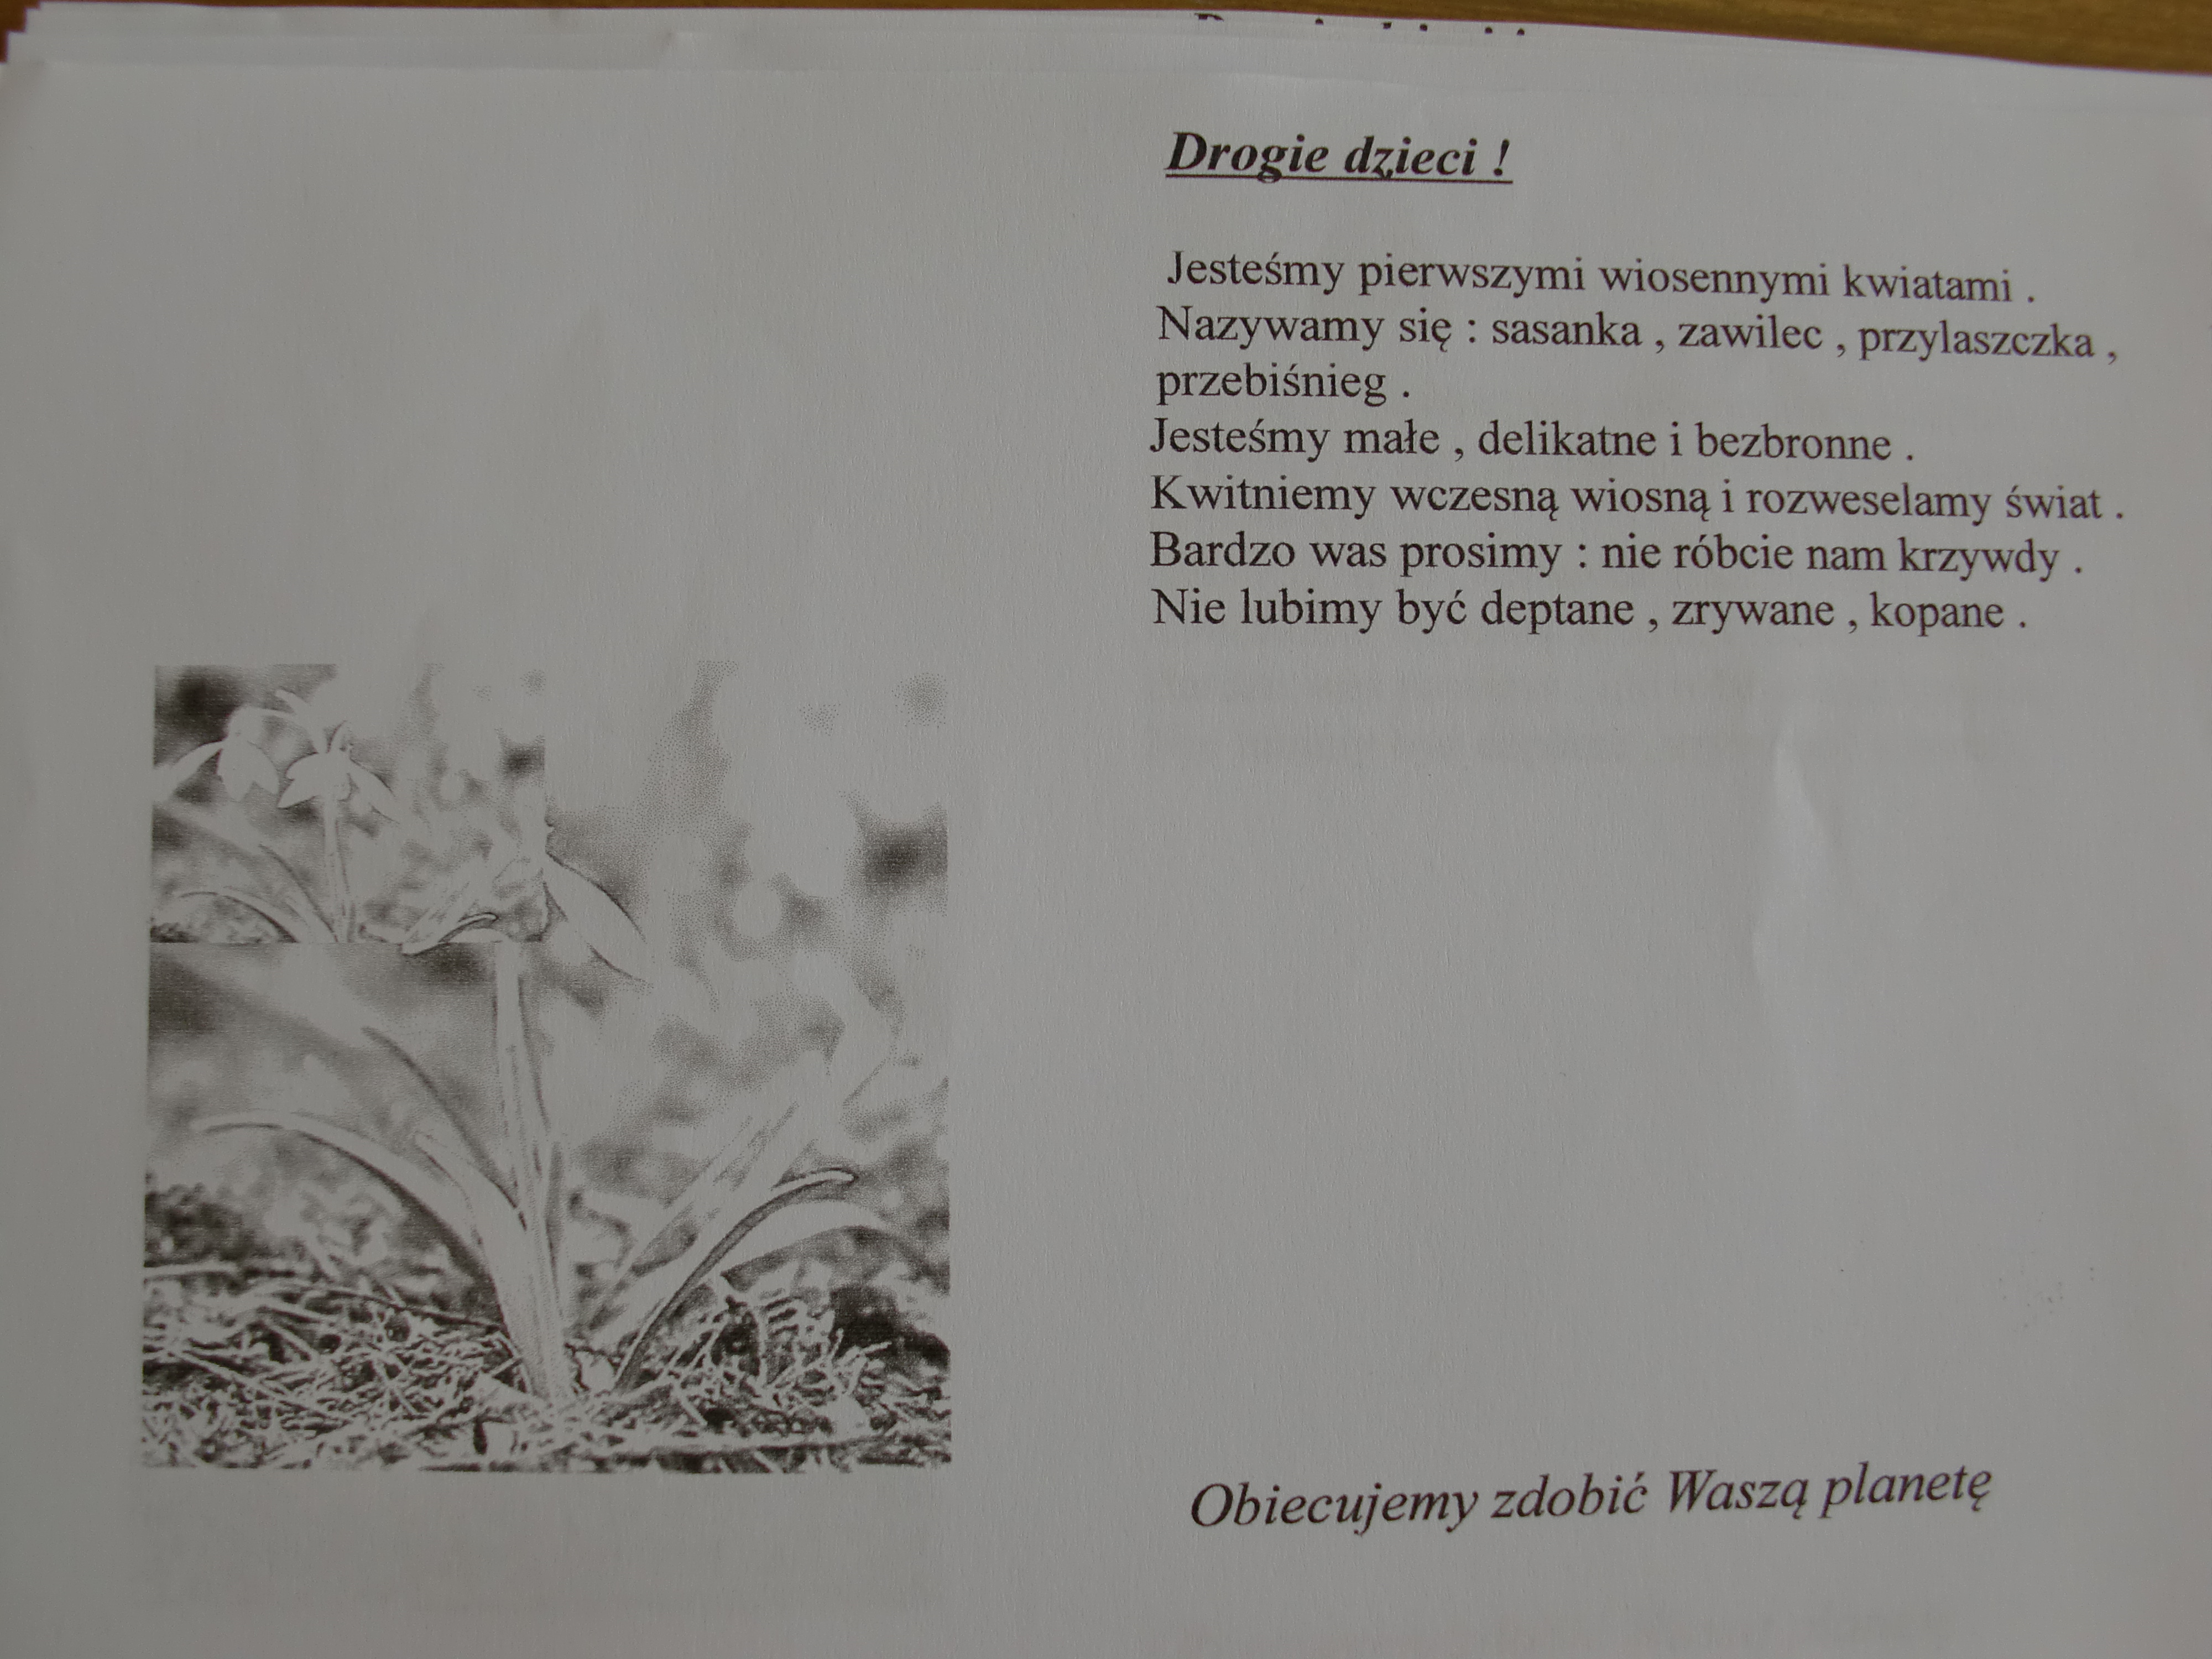 Drogie dzieci !
Jesteśmy pierwszymi wiosennymi kwiatami .
Nazywamy się : sasanka , zawilec , przylaszczka ,
przebiśnieg .
Jesteśmy małe , delikatne i bezbronne .
Kwitniemy wczesną wiosną i rozweselamy świat .
Bardzo was prosimy : nie róbcie nam krzywdy .
Nie lubimy być deptane , zrywane , kopane .
Obiecujemy zdobić Waszą planetę